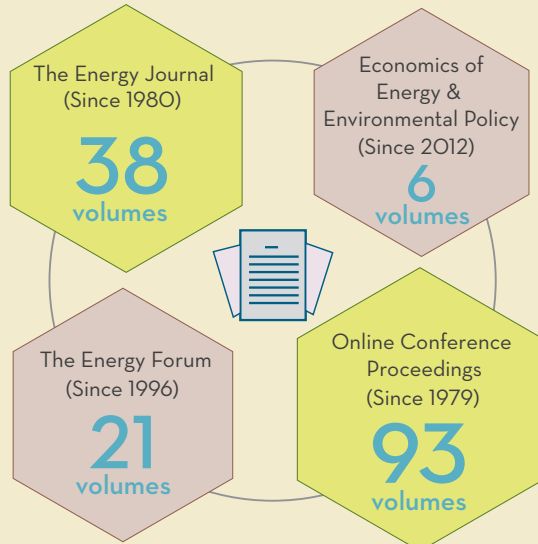 The Energy Journal
(Since 1980)
38
volumes
Economics of
Energy &
Environmental Policy
(Since 2012)
6
volumes
The Energy Forum
(Since 1996)
21
volumes
Online Conference
Proceedings
(Since 1979)
93
volumes